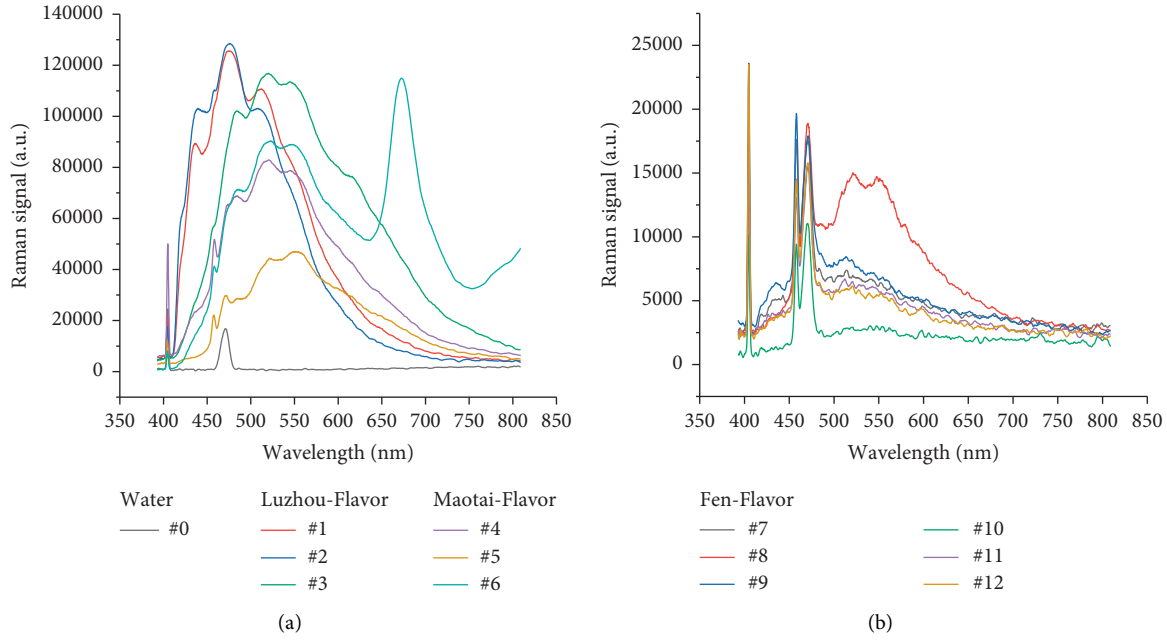 140000
120000
100000
80000
60000
40000
20000
0
Raman signal (a.u.)
350 400 450 500 550 600 650 700 750 800 850
Wavelength (nm)
Water
#0
Luzhou-Flavor
#1
#2
#3
Maotai-Flavor
#4
#5
#6
(a)
25000
20000
15000
10000
5000
0
Raman signal (a.u.)
350 400 450 500 550 600 650 700 750 800 850
Wavelength (nm)
Fen-Flavor
#7
#8
#9
#10
#11
#12
(b)